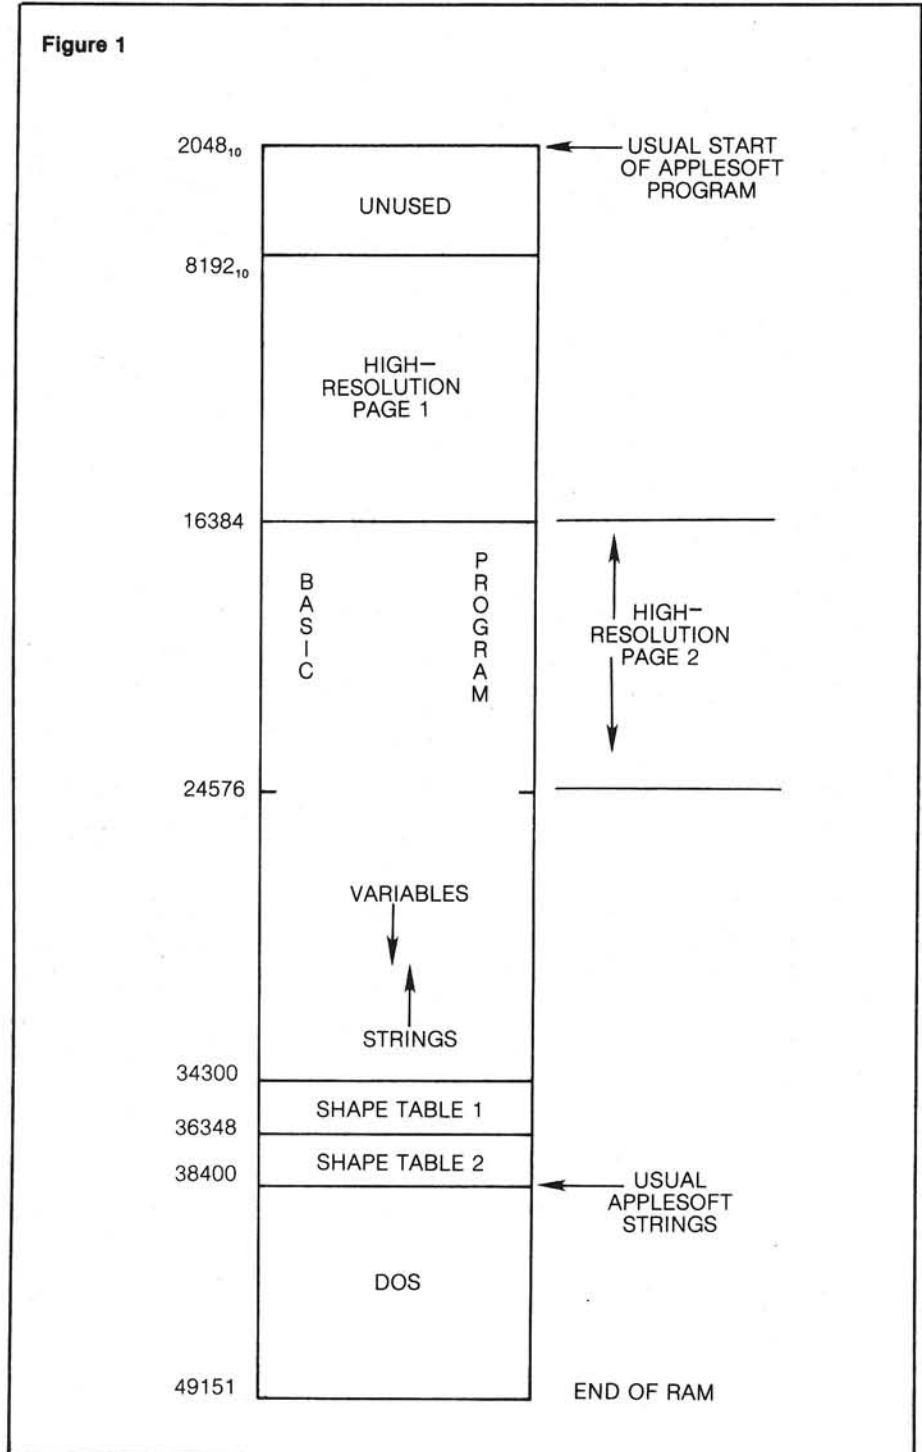 Figure 1
2048₁₀
USUAL START
OF APPLESOFT
PROGRAM
UNUSED
8192₁₀
HIGH–
RESOLUTION
PAGE 1
16384
BASIC
PROGRAM
HIGH–
RESOLUTION
PAGE 2
24576
VARIABLES
STRINGS
34300
SHAPE TABLE 1
36348
SHAPE TABLE 2
38400
USUAL
APPLESOFT
STRINGS
DOS
49151
END OF RAM